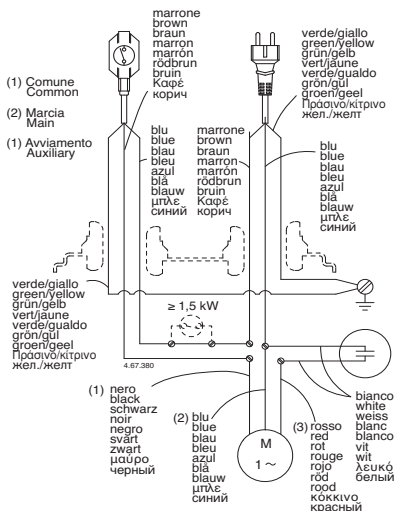 marrone
brown
braun
marron
marrón
rödbrun
bruin
Καφέ
корич
verde/giallo
green/yellow
grün/gelb
vert/jaune
verde/gualdo
grön/gül
groen/geel
Πράσινο/κίτρινο
жел./желт
(1) Comune
Common
(2) Marcia
Main
(1) Avviamento
Auxiliary
blu
blue
blau
bleu
azul
blå
blauw
μπλε
синий
marrone
brown
braun
marron
marrón
rödbrun
bruin
Καφέ
корич
blu
blue
blau
bleu
azul
blå
blauw
μπλε
синий
verde/giallo
green/yellow
grün/gelb
vert/jaune
verde/gualdo
grön/gül
groen/geel
Πράσινο/κίτρινο
жел./желт
≥ 1,5 kW
4.67.380
(1) nero
black
schwarz
noir
negro
svart
zwart
μαύρο
черный
(2) blu
blue
blau
bleu
azul
blå
blauw
μπλε
синий
M
1 ~
(3) rosso
red
rot
rouge
rojo
röd
rood
κόκκινο
красный
bianco
white
weiss
blanc
blanco
vit
wit
λευκό
белый